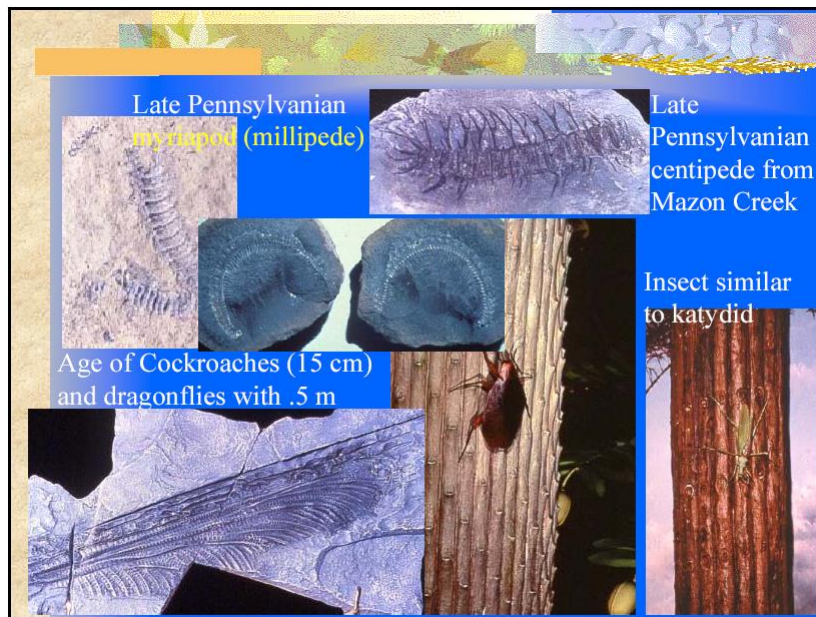 Late Pennsylvanian
myriapod (millipede)
Late
Pennsylvanian
centipede from
Mazon Creek
Insect similar
to katydid
Age of Cockroaches (15 cm)
and dragonflies with .5 m